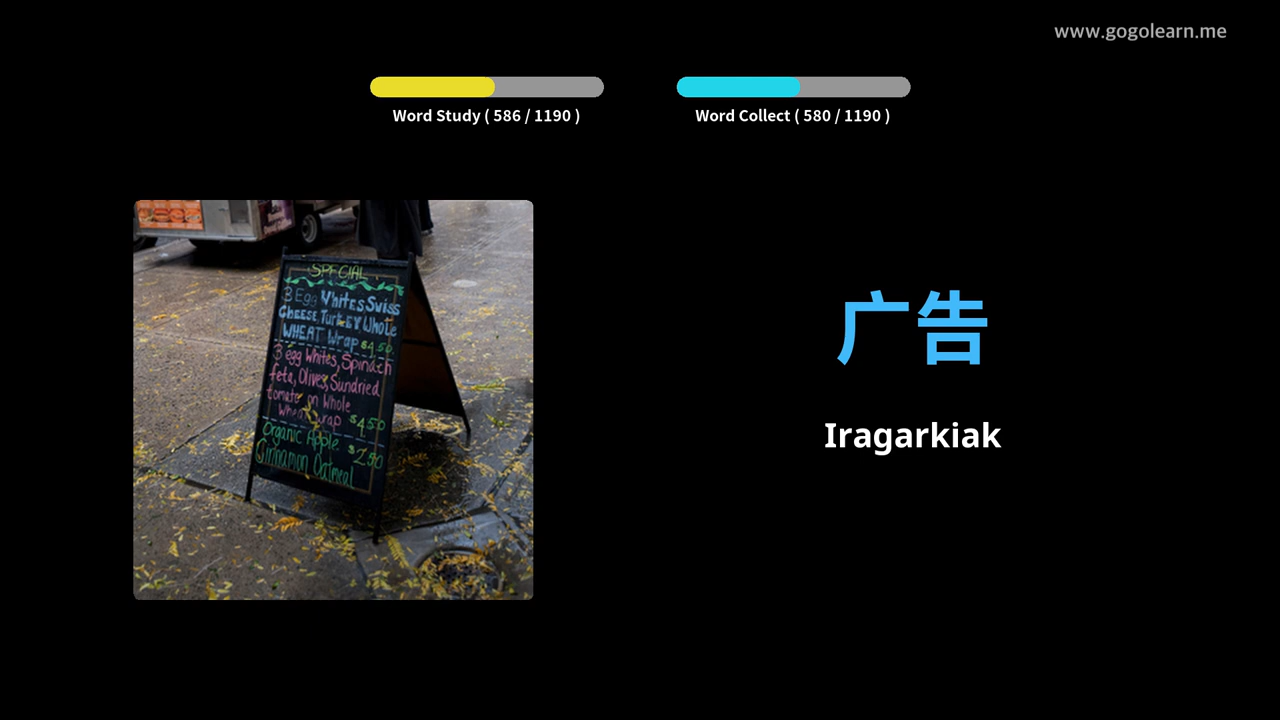 www.gogolearn.me
Word Study ( 586 / 1190 )
Word Collect ( 580 / 1190 )
SPECIAL
3 Egg Whites, Swiss
Cheese, Turkey Whole
WHEAT Wrap $4.50
3 egg Whites, Spinach
feta, Olives, Sundried
tomato on Whole
Wheat wrap $4.50
Organic Apple
Cinnamon Oatmeal $2.50
广告
Iragarkiak